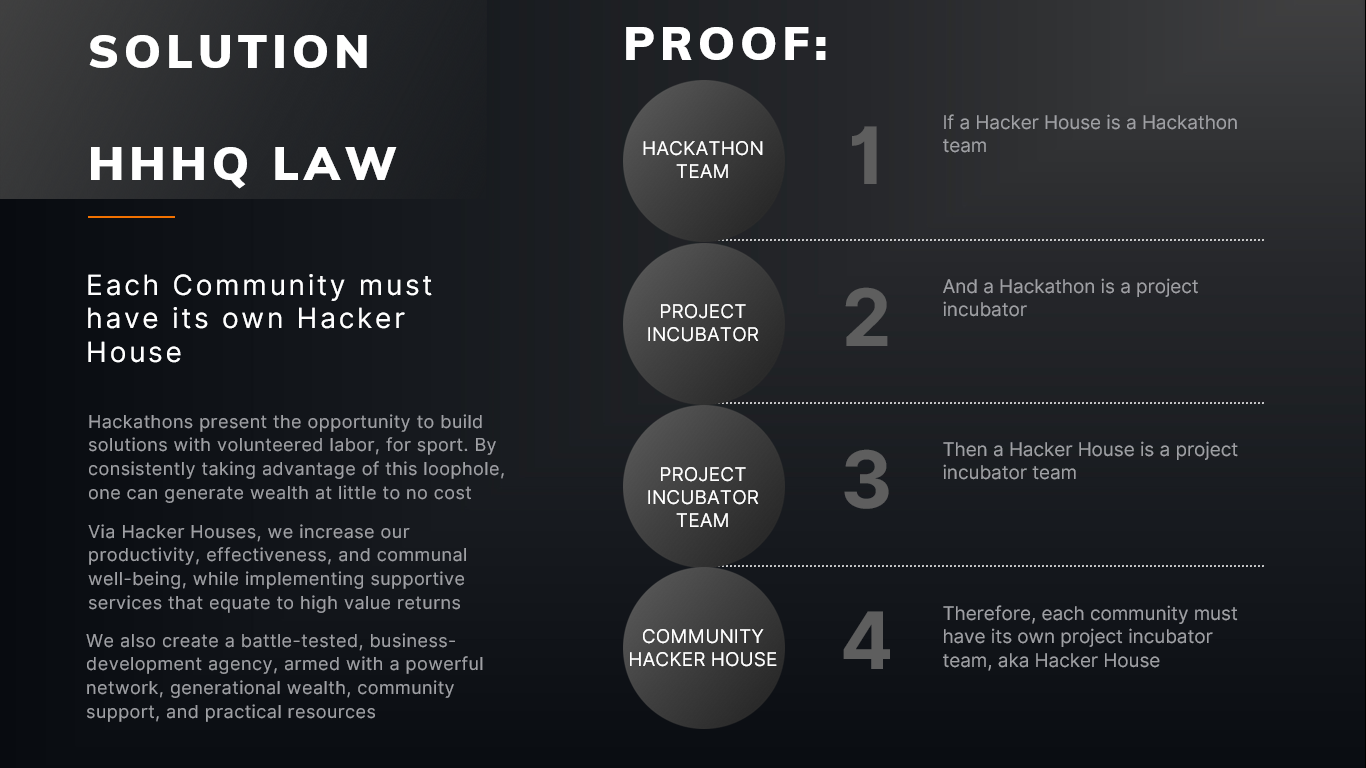 SOLUTION
HHHQ LAW
Each Community must
have its own Hacker
House
Hackathons present the opportunity to build
solutions with volunteered labor, for sport. By
consistently taking advantage of this loophole,
one can generate wealth at little to no cost
Via Hacker Houses, we increase our
productivity, effectiveness, and communal
well-being, while implementing supportive
services that equate to high value returns
We also create a battle-tested, business-
development agency, armed with a powerful
network, generational wealth, community
support, and practical resources
PROOF:
HACKATHON
TEAM
1
If a Hacker House is a Hackathon
team
PROJECT
INCUBATOR
2
And a Hackathon is a project
incubator
PROJECT
INCUBATOR
TEAM
3
Then a Hacker House is a project
incubator team
COMMUNITY
HACKER HOUSE
4
Therefore, each community must
have its own project incubator
team, aka Hacker House